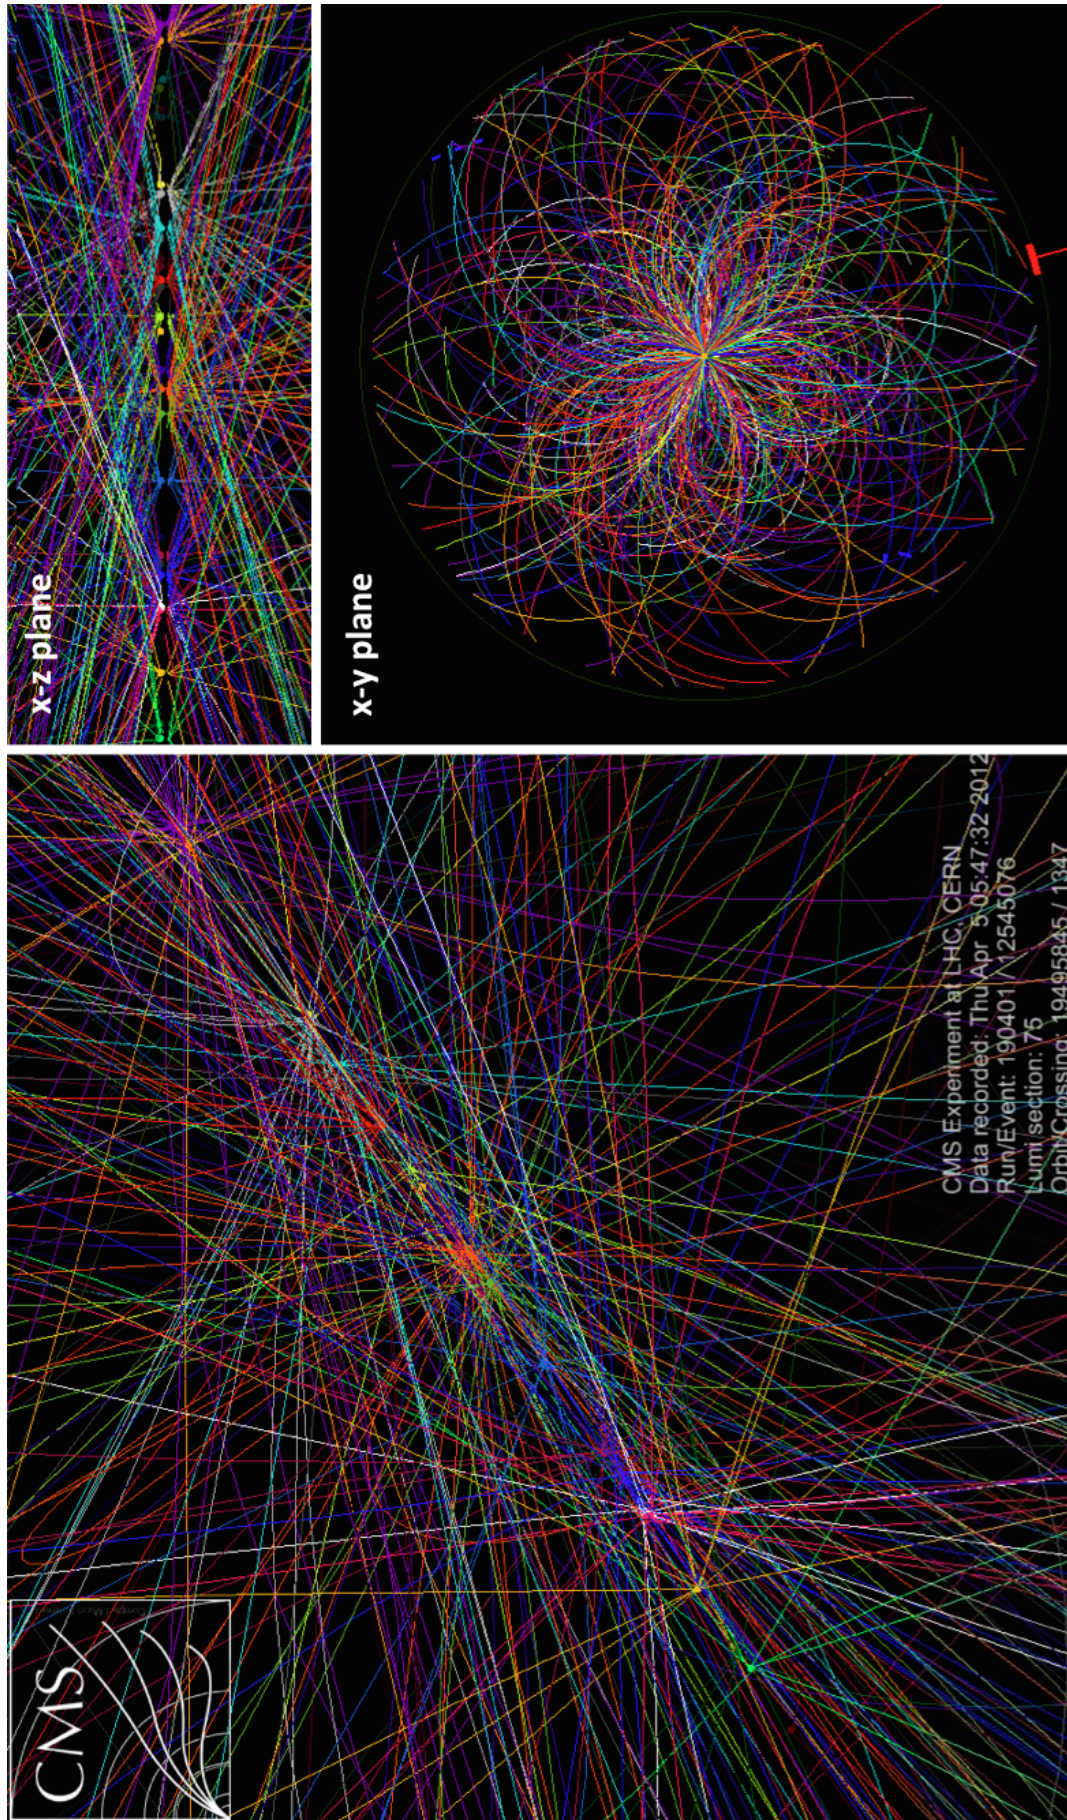 CMS
CMS Experiment at LHC, CERN
Data recorded: Thu Apr 5 05:47:32 2012
Run/Event: 190401 / 12545076
Lumi section: 75
Orbit/Crossing: 19495845 / 1347
x-z plane
x-y plane